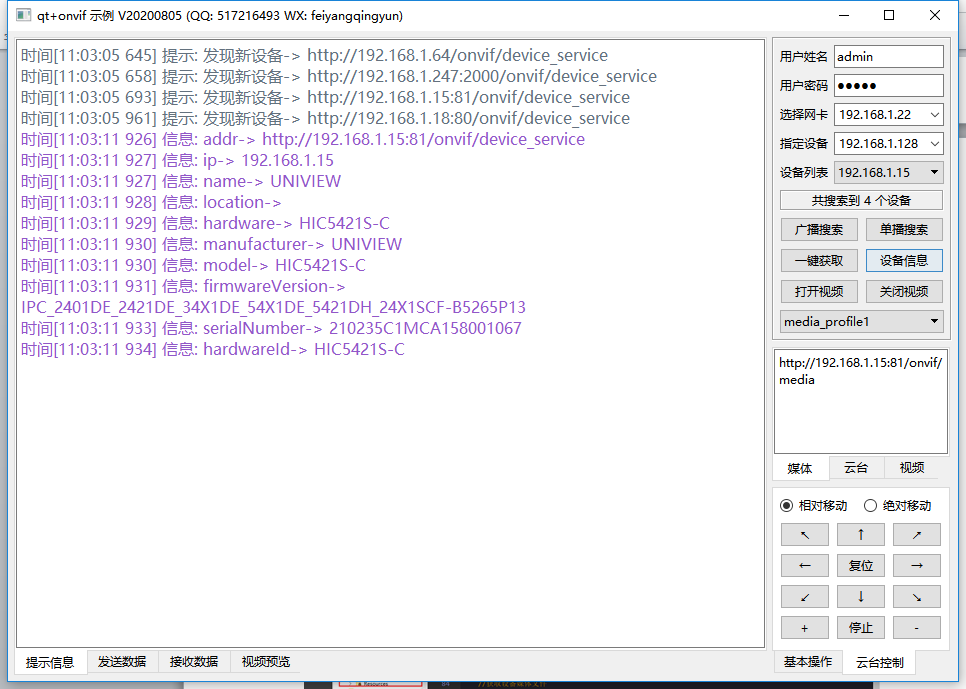 qt+onvif 示例 V20200805 (QQ: 517216493 WX: feiyangqingyun)
时间[11:03:05 645] 提示: 发现新设备-> http://192.168.1.64/onvif/device_service
时间[11:03:05 658] 提示: 发现新设备-> http://192.168.1.247:2000/onvif/device_service
时间[11:03:05 693] 提示: 发现新设备-> http://192.168.1.15:81/onvif/device_service
时间[11:03:05 961] 提示: 发现新设备-> http://192.168.1.18:80/onvif/device_service
时间[11:03:11 926] 信息: addr-> http://192.168.1.15:81/onvif/device_service
时间[11:03:11 927] 信息: ip-> 192.168.1.15
时间[11:03:11 927] 信息: name-> UNIVIEW
时间[11:03:11 928] 信息: location->
时间[11:03:11 929] 信息: hardware-> HIC5421S-C
时间[11:03:11 930] 信息: manufacturer-> UNIVIEW
时间[11:03:11 930] 信息: model-> HIC5421S-C
时间[11:03:11 931] 信息: firmwareVersion->
IPC_2401DE_2421DE_34X1DE_54X1DE_5421DH_24X1SCF-B5265P13
时间[11:03:11 933] 信息: serialNumber-> 210235C1MCA158001067
时间[11:03:11 934] 信息: hardwareId-> HIC5421S-C
提示信息 发送数据 接收数据 视频预览
用户姓名 admin
用户密码 ●●●●●
选择网卡 192.168.1.22
指定设备 192.168.1.128
设备列表 192.168.1.15
共搜索到 4 个设备
广播搜索 单播搜索
一键获取 设备信息
打开视频 关闭视频
media_profile1
http://192.168.1.15:81/onvif/
media
媒体 云台 视频
相对移动 绝对移动
↖ ↑ ↗
← 复位 →
↙ ↓ ↘
+ 停止 -
基本操作 云台控制
Resources